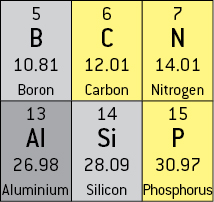 5 6 7
B C N
10.81 12.01 14.01
Boron Carbon Nitrogen
13 14 15
Al Si P
26.98 28.09 30.97
Aluminium Silicon Phosphorus